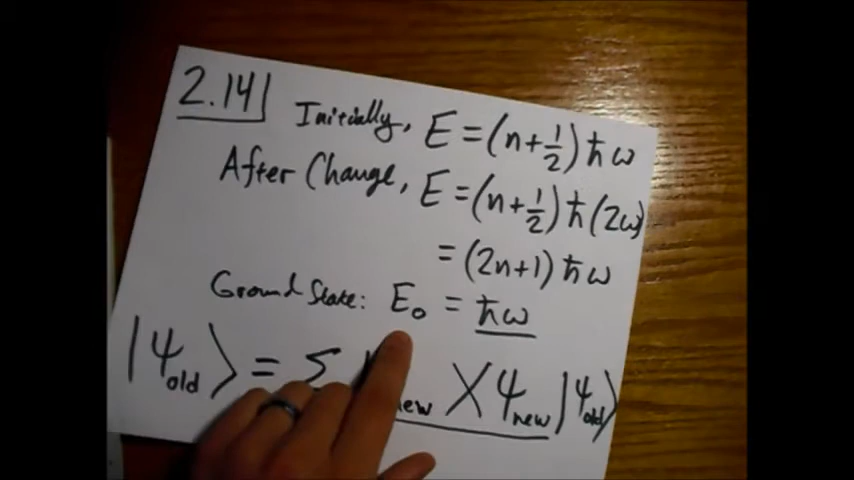 2.14
Initially, E = (n+1/2) ħω
After Change, E = (n+1/2) ħ(2ω)
= (2n+1) ħω
Ground State: E₀ = ħω
|ψold⟩ = Σ new⟩⟨ψnew|ψold⟩